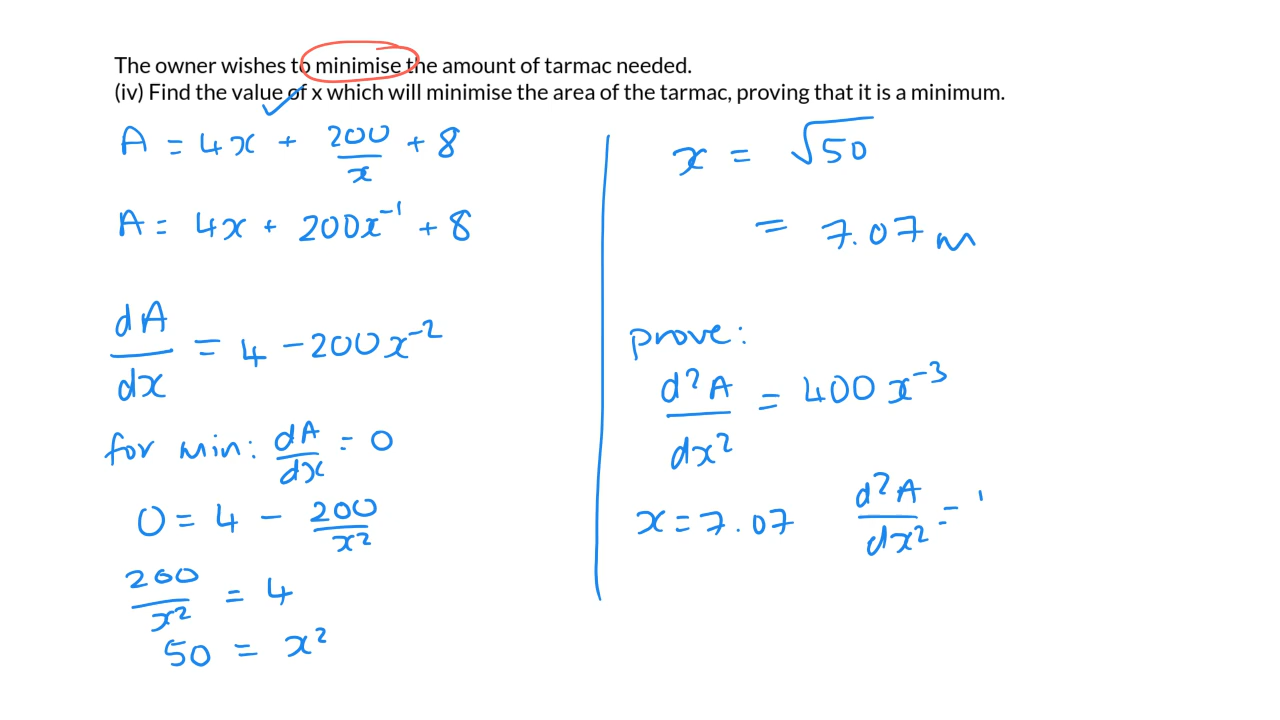 The owner wishes to minimise the amount of tarmac needed.
(iv) Find the value of x which will minimise the area of the tarmac, proving that it is a minimum.
A = 4x + 200/x + 8
A = 4x + 200x⁻¹ + 8
dA/dx = 4 - 200x⁻²
for min: dA/dx = 0
0 = 4 - 200/x²
200/x² = 4
50 = x²
x = √50
= 7.07 m
prove:
d²A/dx² = 400x⁻³
x = 7.07 d²A/dx² =